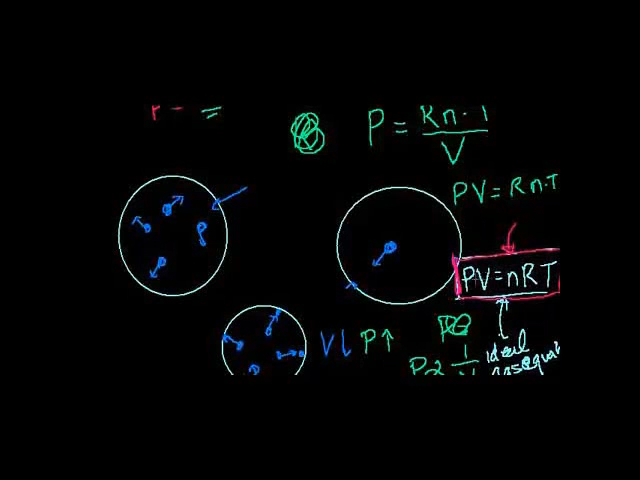 P = Rn·T / V
PV = Rn·T
PV = nRT
V↓ P↑
ideal